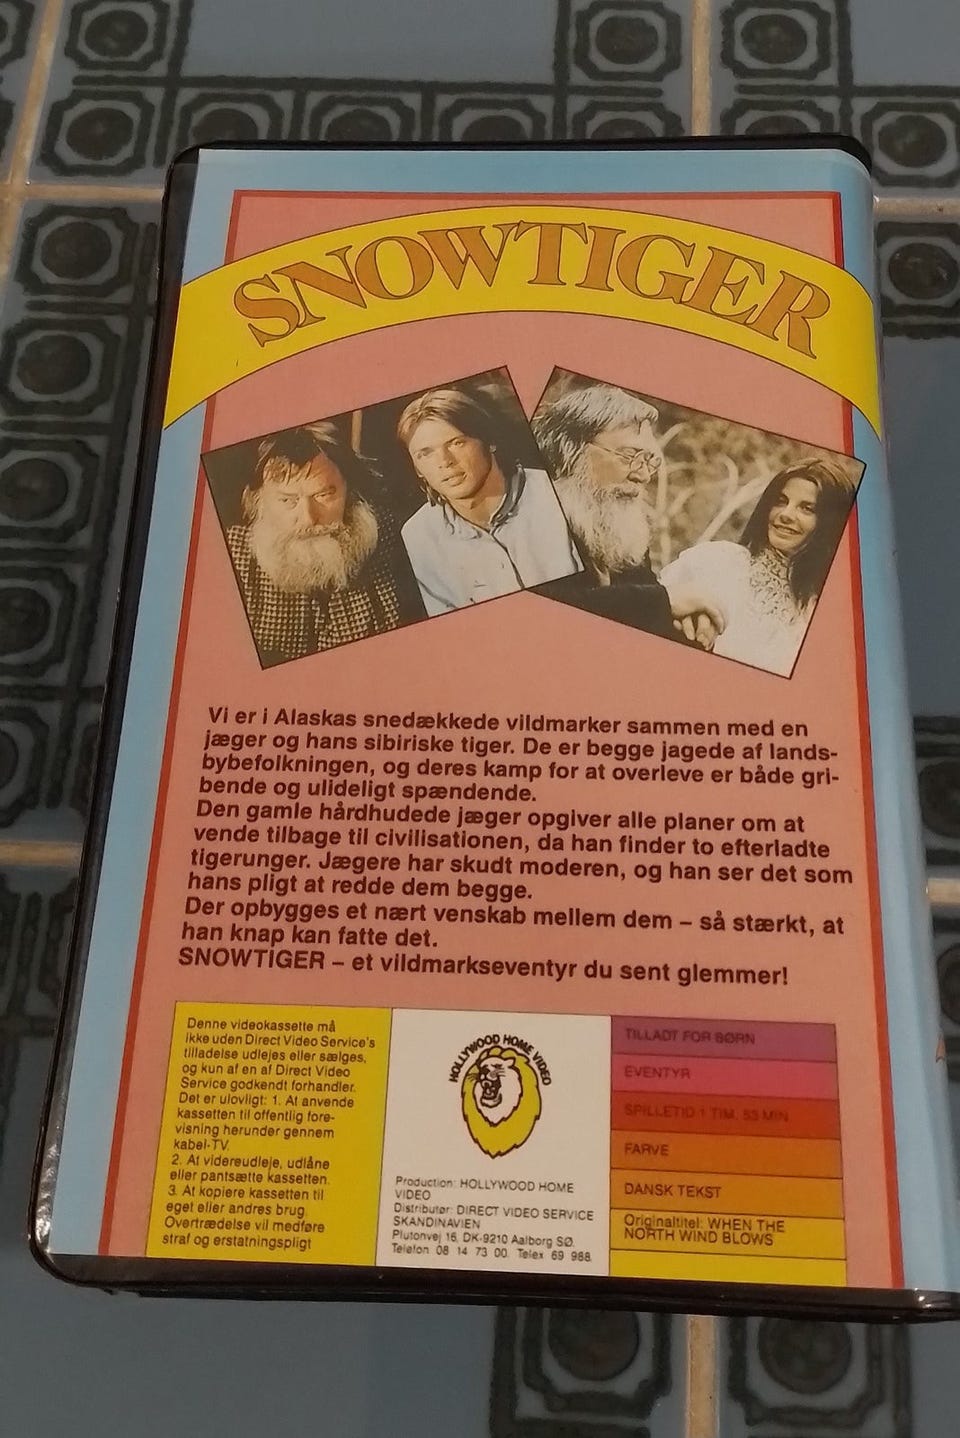 SNOWTIGER
Vi er i Alaskas snedækkede vildmarker sammen med en
jæger og hans sibiriske tiger. De er begge jagede af lands-
bybefolkningen, og deres kamp for at overleve er både gri-
bende og ulideligt spændende.
Den gamle hårdhudede jæger opgiver alle planer om at
vende tilbage til civilisationen, da han finder to efterladte
tigerunger. Jægere har skudt moderen, og han ser det som
hans pligt at redde dem begge.
Der opbygges et nært venskab mellem dem – så stærkt, at
han knap kan fatte det.
SNOWTIGER – et vildmarkseventyr du sent glemmer!
Denne videokassette må
ikke uden Direct Video Service's
tilladelse udlejes eller sælges,
og kun af en af Direct Video
Service godkendt forhandler.
Det er ulovligt: 1. At anvende
kassetten til offentlig fore-
visning herunder gennem
kabel-TV.
2. At videreudleje, udlåne
eller pantsætte kassetten.
3. At kopiere kassetten til
eget eller andres brug.
Overtrædelse vil medføre
straf og erstatningspligt
HOLLYWOOD HOME VIDEO
Production: HOLLYWOOD HOME
VIDEO
Distributør: DIRECT VIDEO SERVICE
SKANDINAVIEN
Plutonvej 16, DK-9210 Aalborg SØ.
Telefon 08 14 73 00. Telex 69 988
TILLADT FOR BØRN
EVENTYR
SPILLETID 1 TIM. 53 MIN.
FARVE
DANSK TEKST
Originaltitel: WHEN THE
NORTH WIND BLOWS